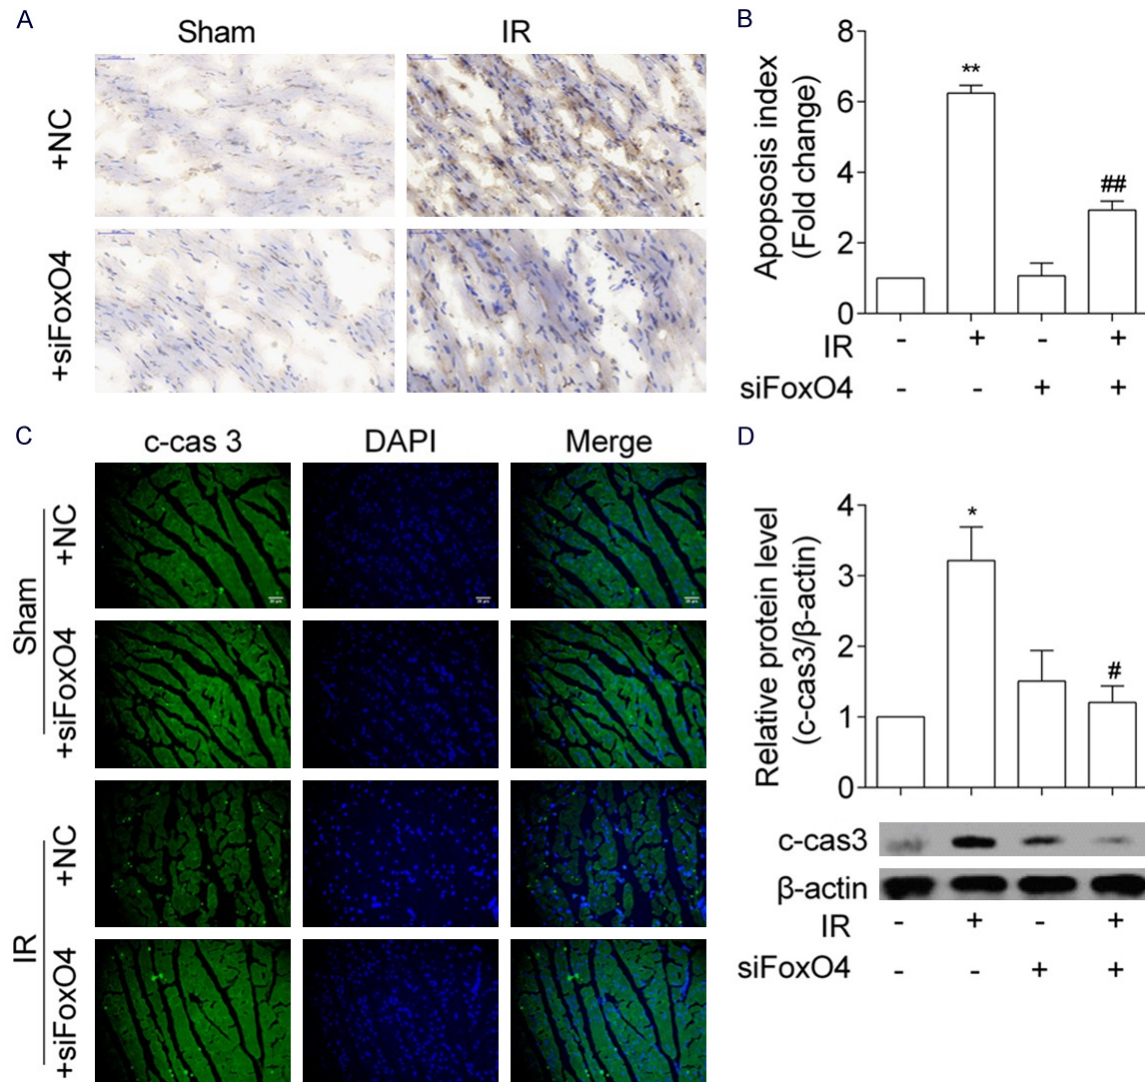 A
Sham
IR
+NC
+siFoxO4
B
Apopsosis index
(Fold change)
8
6
4
2
0
**
##
IR
- + - +
siFoxO4
- - + +
C
c-cas 3
DAPI
Merge
Sham
+NC
+siFoxO4
IR
+NC
+siFoxO4
D
Relative protein level
(c-cas3/β-actin)
4
3
2
1
0
*
#
c-cas3
β-actin
IR
- + - +
siFoxO4
- - + +